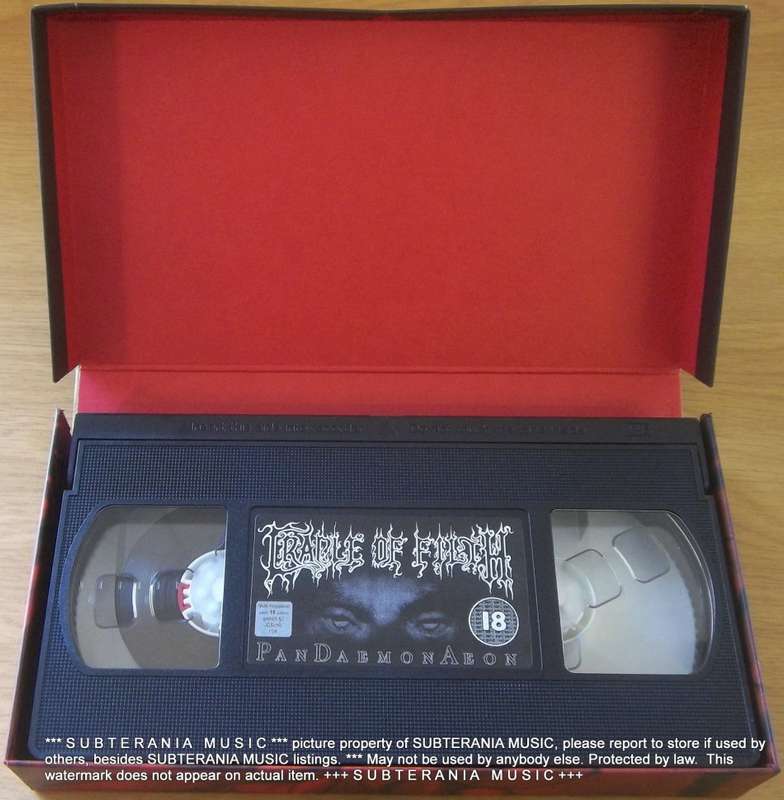 CRADLE OF FILTH
18
PANDAEMONAEON
*** S U B T E R A N I A   M U S I C *** picture property of SUBTERANIA MUSIC, please report to store if used by
others, besides SUBTERANIA MUSIC listings. *** May not be used by anybody else. Protected by law.  This
watermark does not appear on actual item. +++ S U B T E R A N I A   M U S I C +++